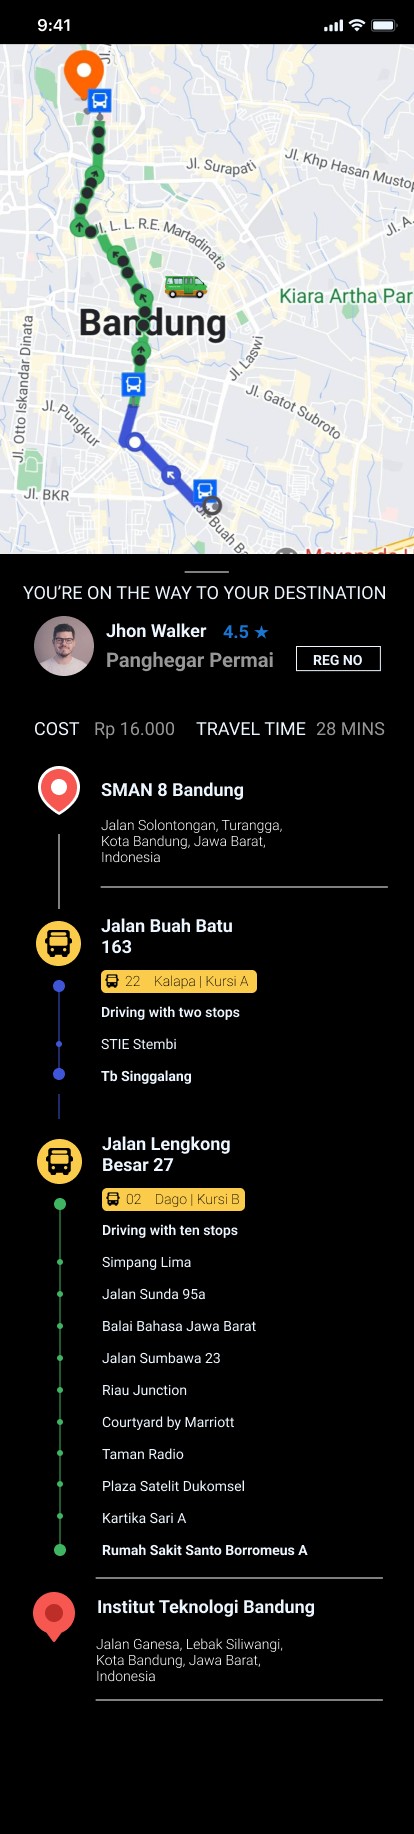 9:41
Jl.
Jl. Surapati
Jl. Khp Hasan Mustop
Jl. A.
Jl. L. L. R.E. Martadinata
Kiara Artha Par
Bandung
Jl. Otto Iskandar Dinata
Jl. Laswi
Jl. Pungkur
Jl. Gatot Subroto
Jl. BKR
Jl. Buah Ba
YOU’RE ON THE WAY TO YOUR DESTINATION
Jhon Walker 4.5 ★
Panghegar Permai REG NO
COST Rp 16.000 TRAVEL TIME 28 MINS
SMAN 8 Bandung
Jalan Solontongan, Turangga,
Kota Bandung, Jawa Barat,
Indonesia
Jalan Buah Batu
163
22 Kalapa | Kursi A
Driving with two stops
STIE Stembi
Tb Singgalang
Jalan Lengkong
Besar 27
02 Dago | Kursi B
Driving with ten stops
Simpang Lima
Jalan Sunda 95a
Balai Bahasa Jawa Barat
Jalan Sumbawa 23
Riau Junction
Courtyard by Marriott
Taman Radio
Plaza Satelit Dukomsel
Kartika Sari A
Rumah Sakit Santo Borromeus A
Institut Teknologi Bandung
Jalan Ganesa, Lebak Siliwangi,
Kota Bandung, Jawa Barat,
Indonesia